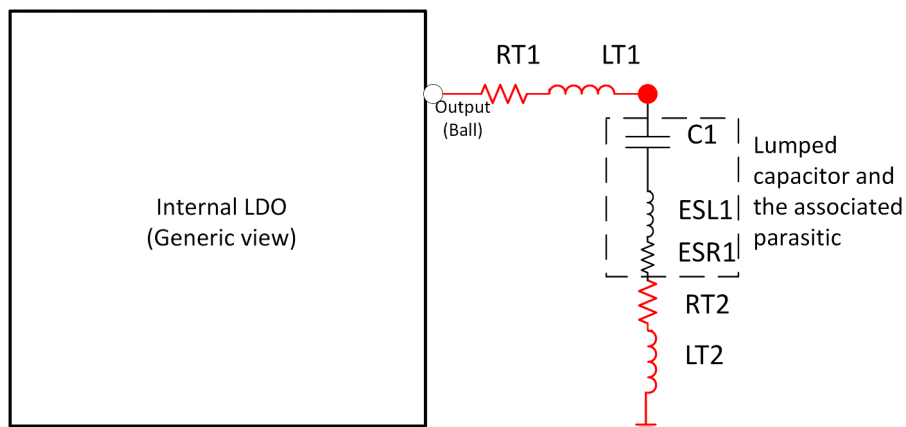 RT1
LT1
Output
(Ball)
C1
Lumped
capacitor and
the associated
parasitic
Internal LDO
(Generic view)
ESL1
ESR1
RT2
LT2